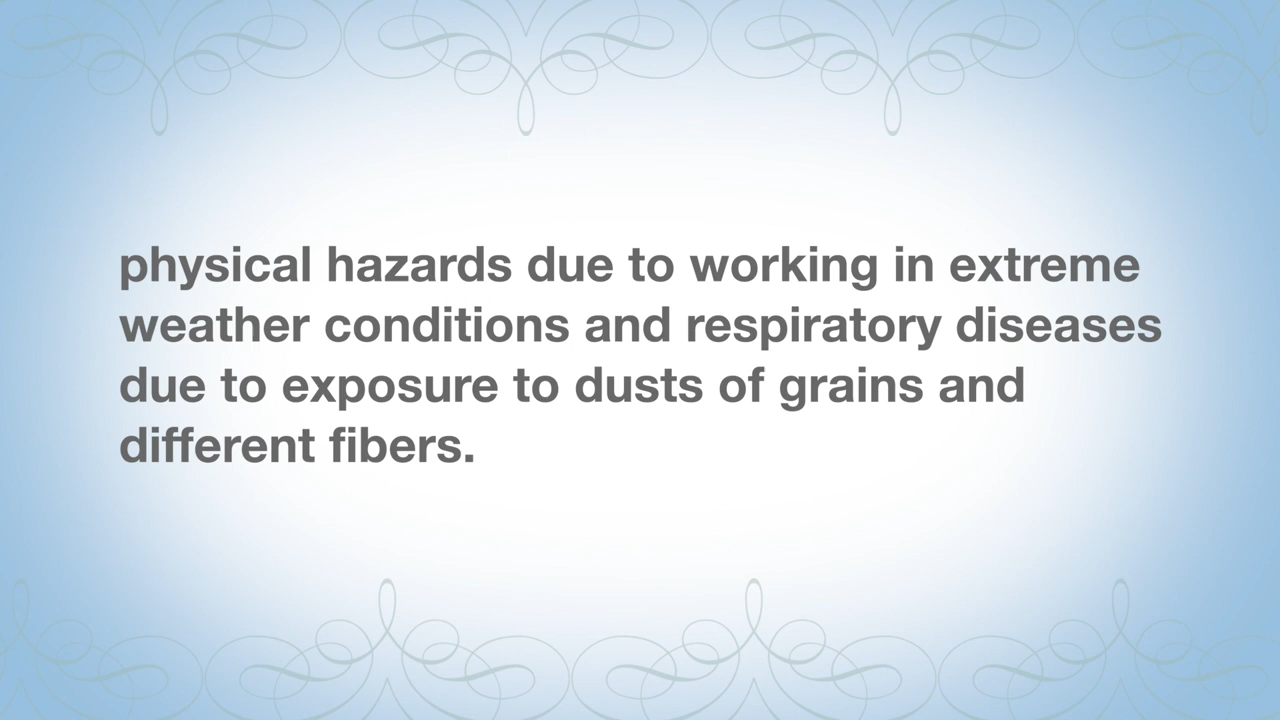 physical hazards due to working in extreme
weather conditions and respiratory diseases
due to exposure to dusts of grains and
different fibers.